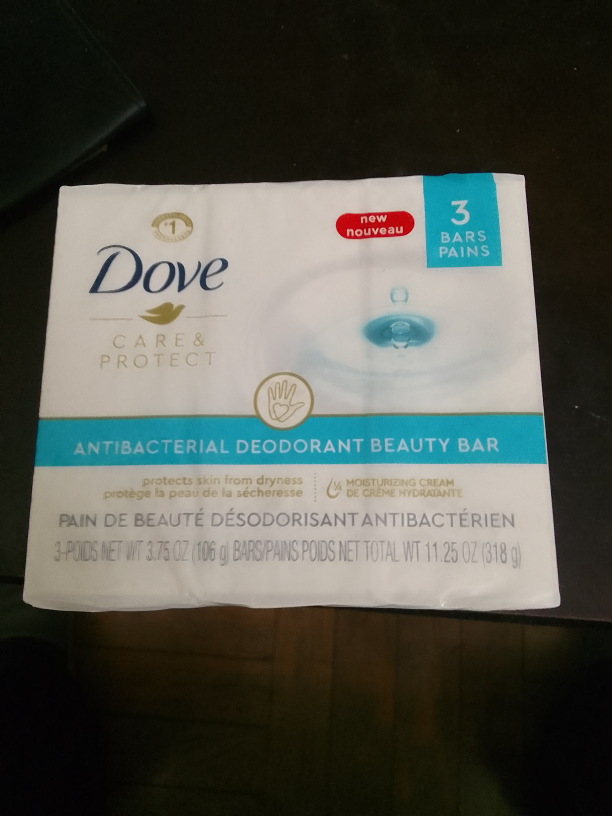 #1
Dove
CARE &
PROTECT
new
nouveau
3
BARS
PAINS
ANTIBACTERIAL DEODORANT BEAUTY BAR
protects skin from dryness
protège la peau de la sécheresse
¼ MOISTURIZING CREAM
DE CRÈME HYDRATANTE
PAIN DE BEAUTÉ DÉSODORISANT ANTIBACTÉRIEN
3-POIDS NET WT 3.75 OZ (106 g) BARS/PAINS POIDS NET TOTAL WT 11.25 OZ (318 g)